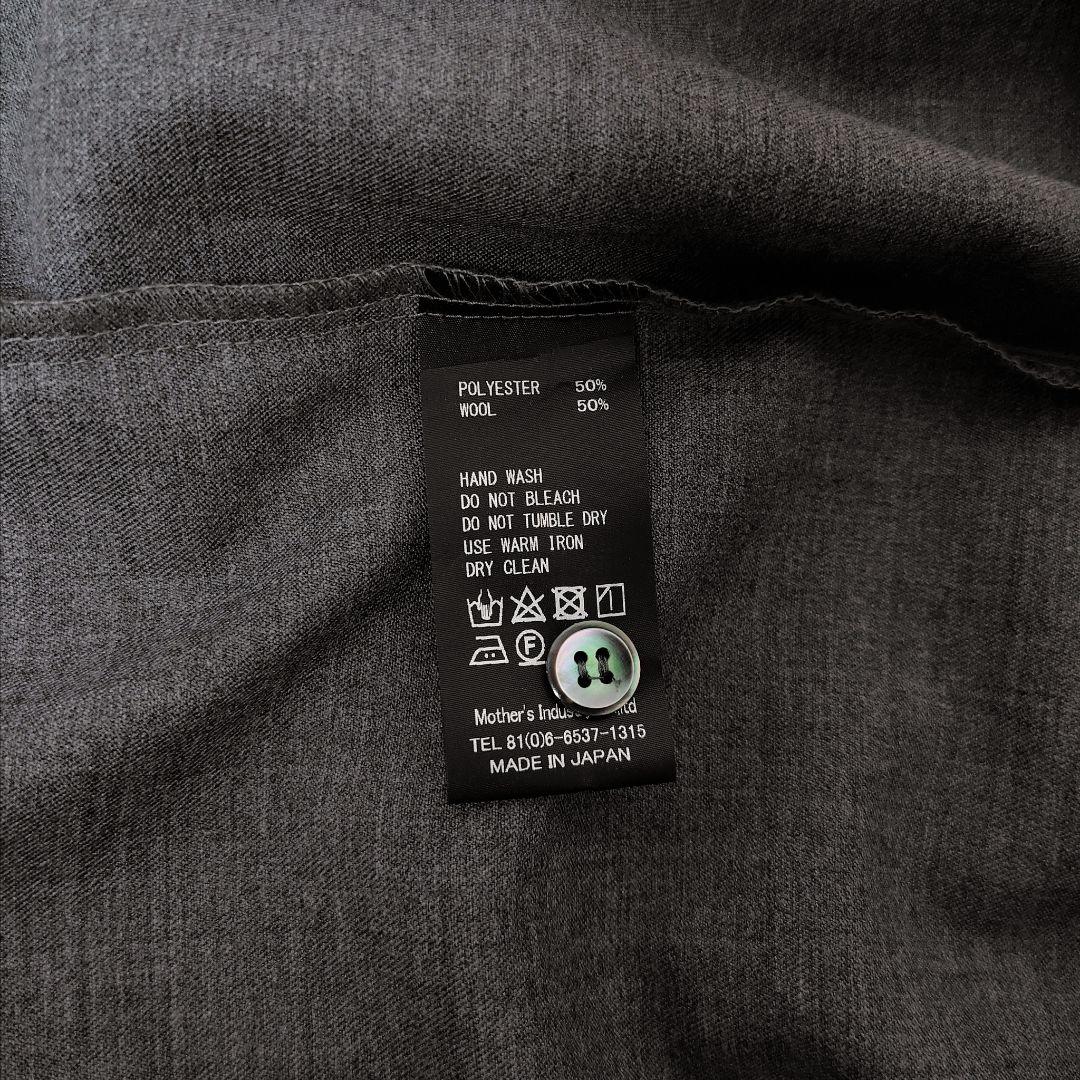 POLYESTER 50%
WOOL 50%
HAND WASH
DO NOT BLEACH
DO NOT TUMBLE DRY
USE WARM IRON
DRY CLEAN
F
Mother's
TEL 81(0)6-6537-1315
MADE IN JAPAN